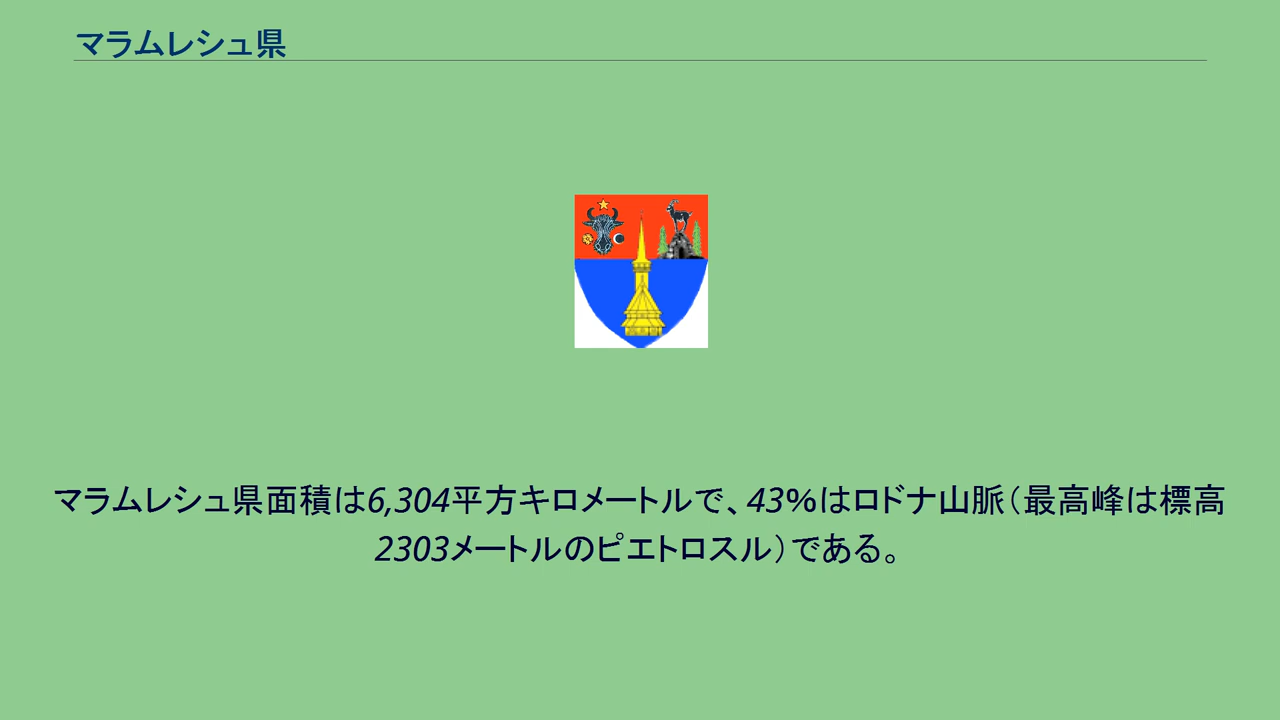 マラムレシュ県
マラムレシュ県面積は6,304平方キロメートルで、43%はロドナ山脈（最高峰は標高
2303メートルのピエトロスル）である。